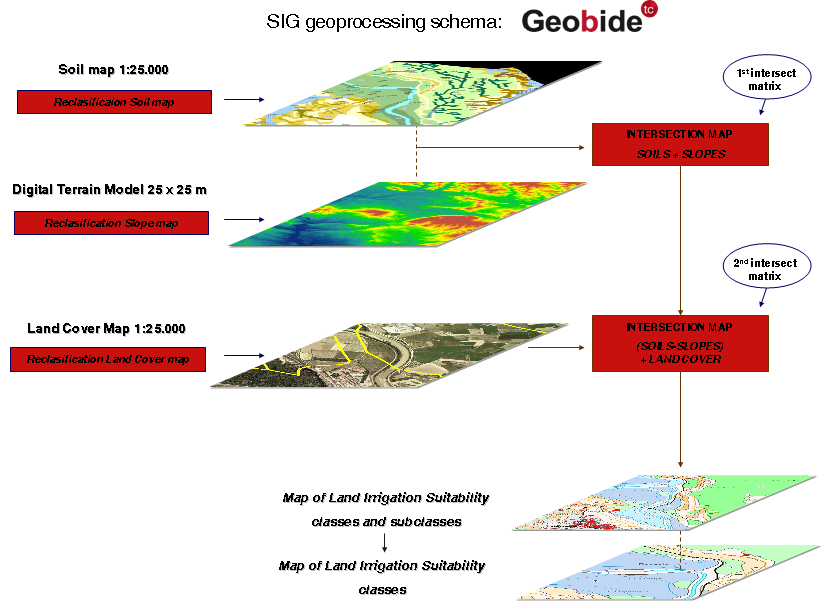 SIG geoprocessing schema: Geobide tc
Soil map 1:25.000
Reclasificaion Soil map
1st intersect
matrix
INTERSECTION MAP
SOILS + SLOPES
Digital Terrain Model 25 x 25 m
Reclasification Slope map
2nd intersect
matrix
Land Cover Map 1:25.000
Reclasification Land Cover map
INTERSECTION MAP
(SOILS-SLOPES)
+ LANDCOVER
Map of Land Irrigation Suitability
classes and subclasses
Map of Land Irrigation Suitability
classes